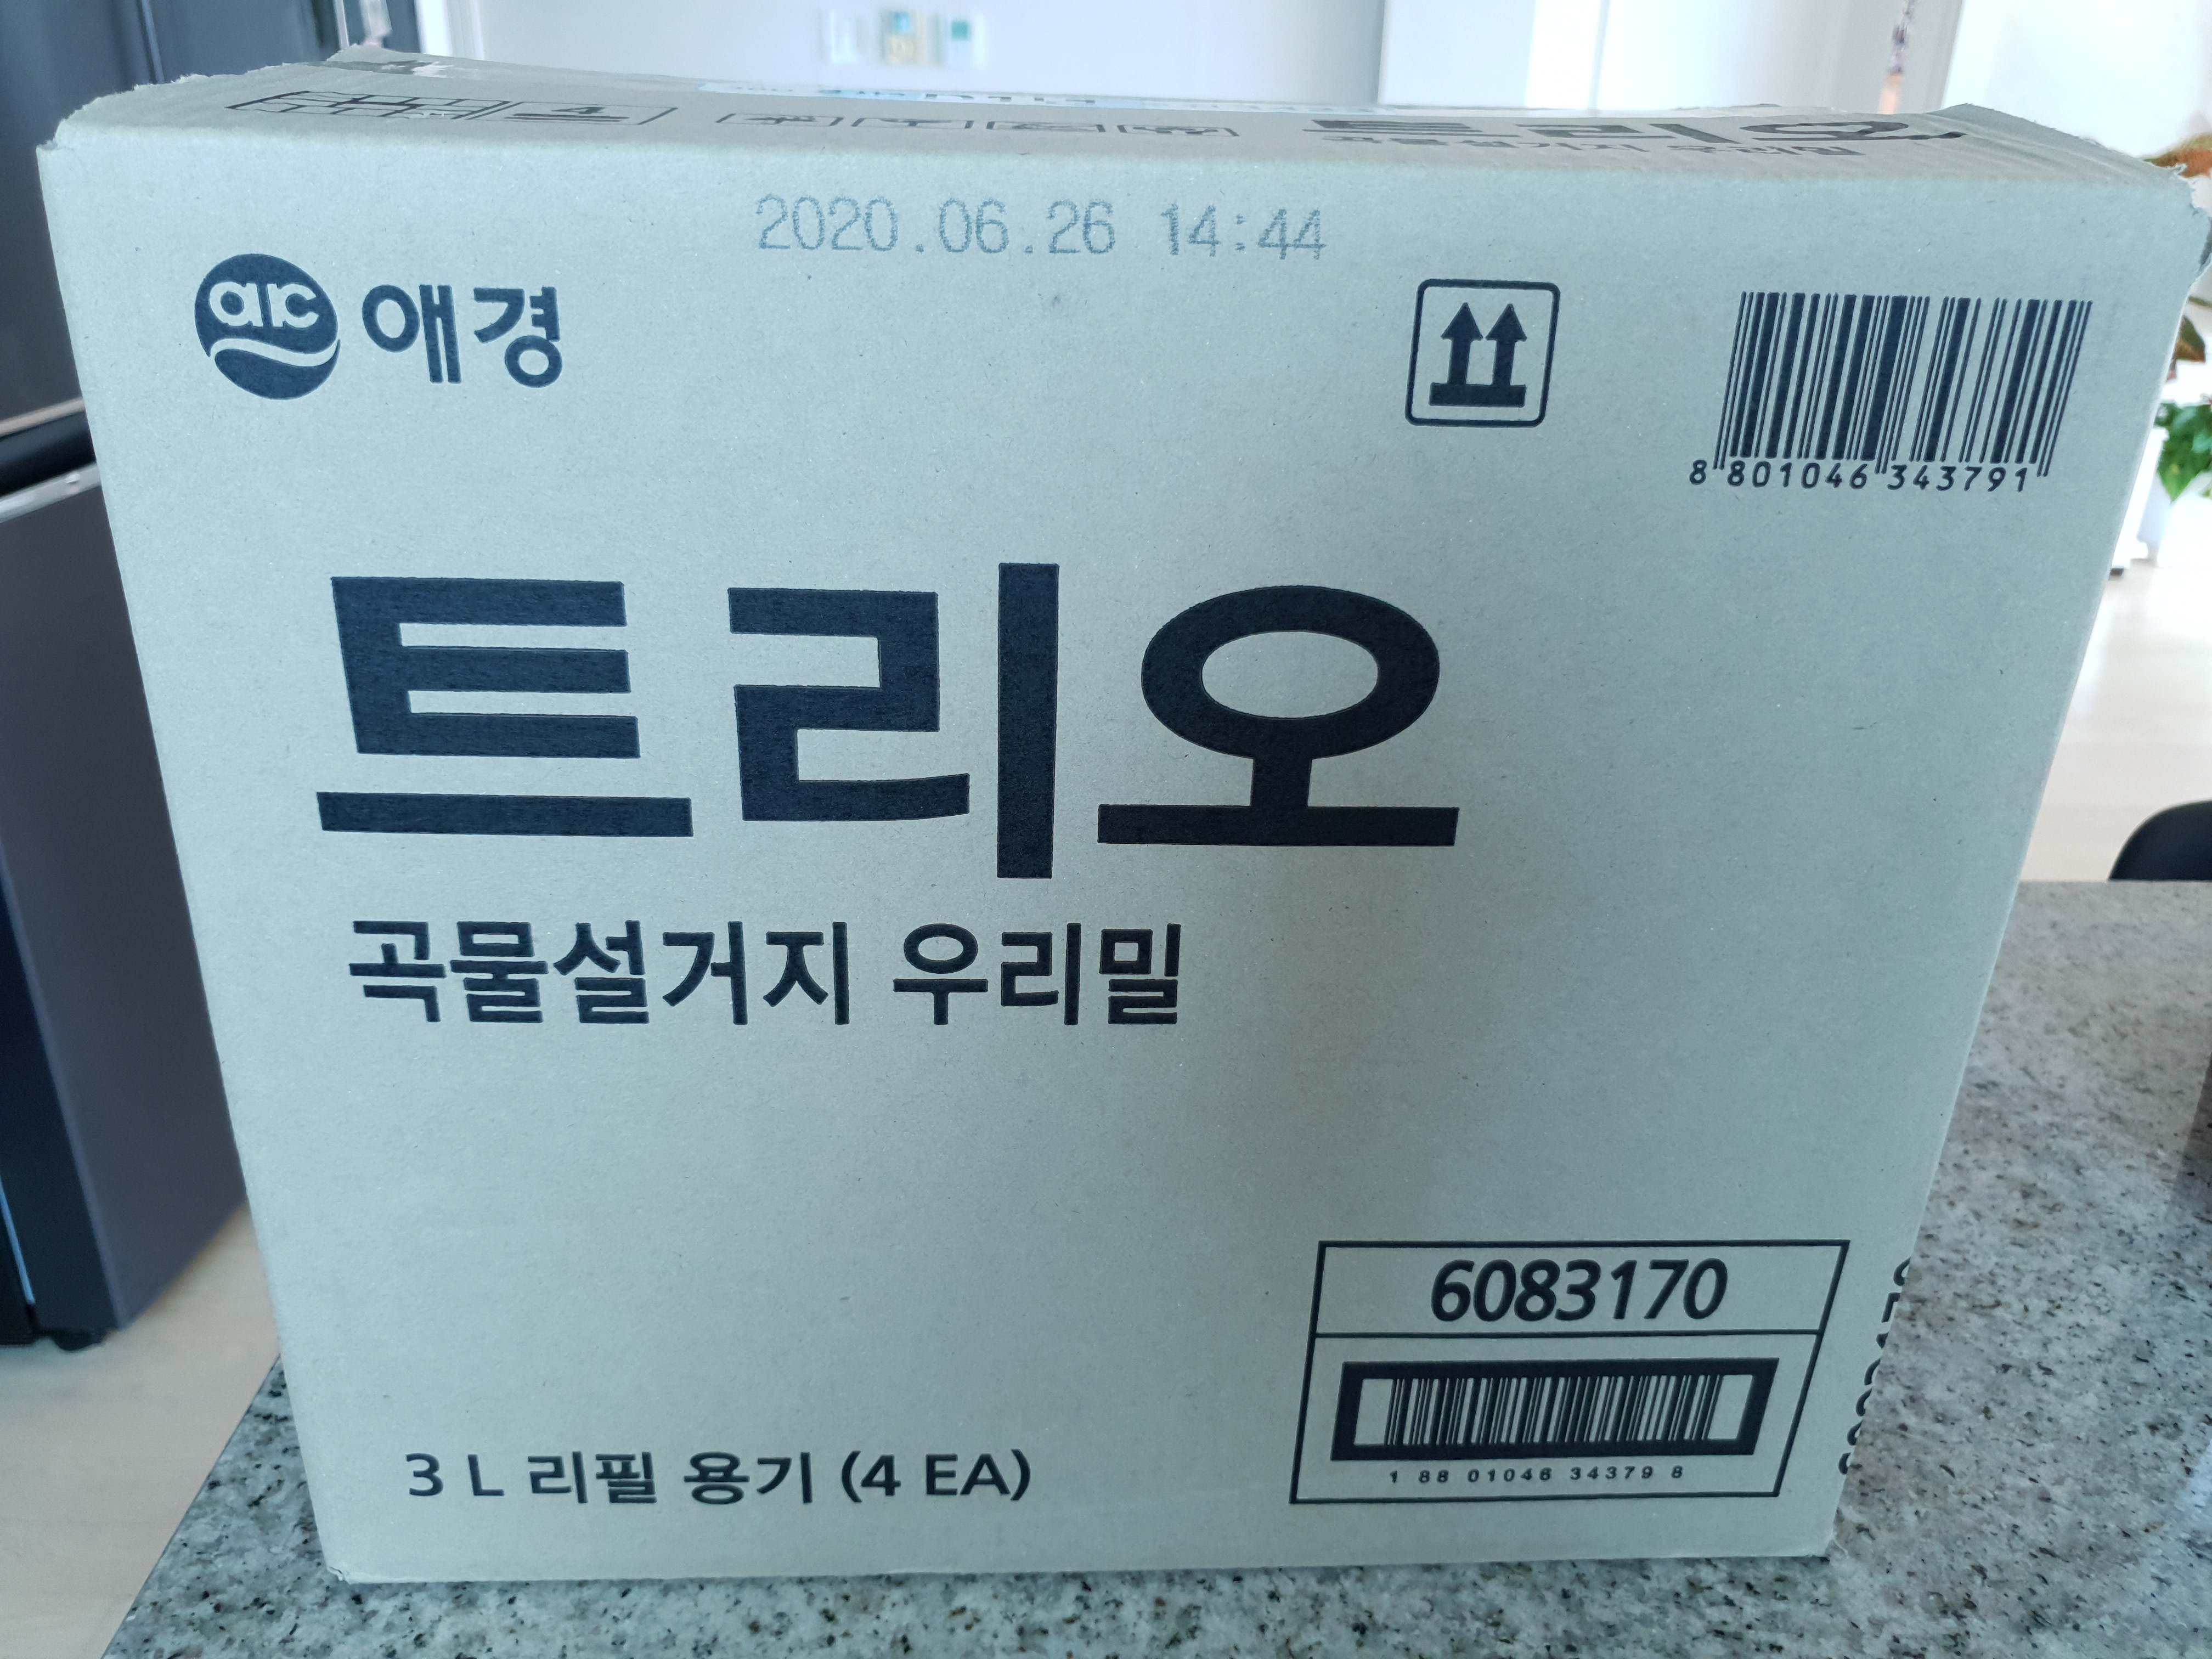 2020.06.26 14:44
aĸ 애경
8 801046 343791
트리오
곡물설거지 우리밀
6083170
1 88 01046 34379 8
3 L 리필 용기 (4 EA)